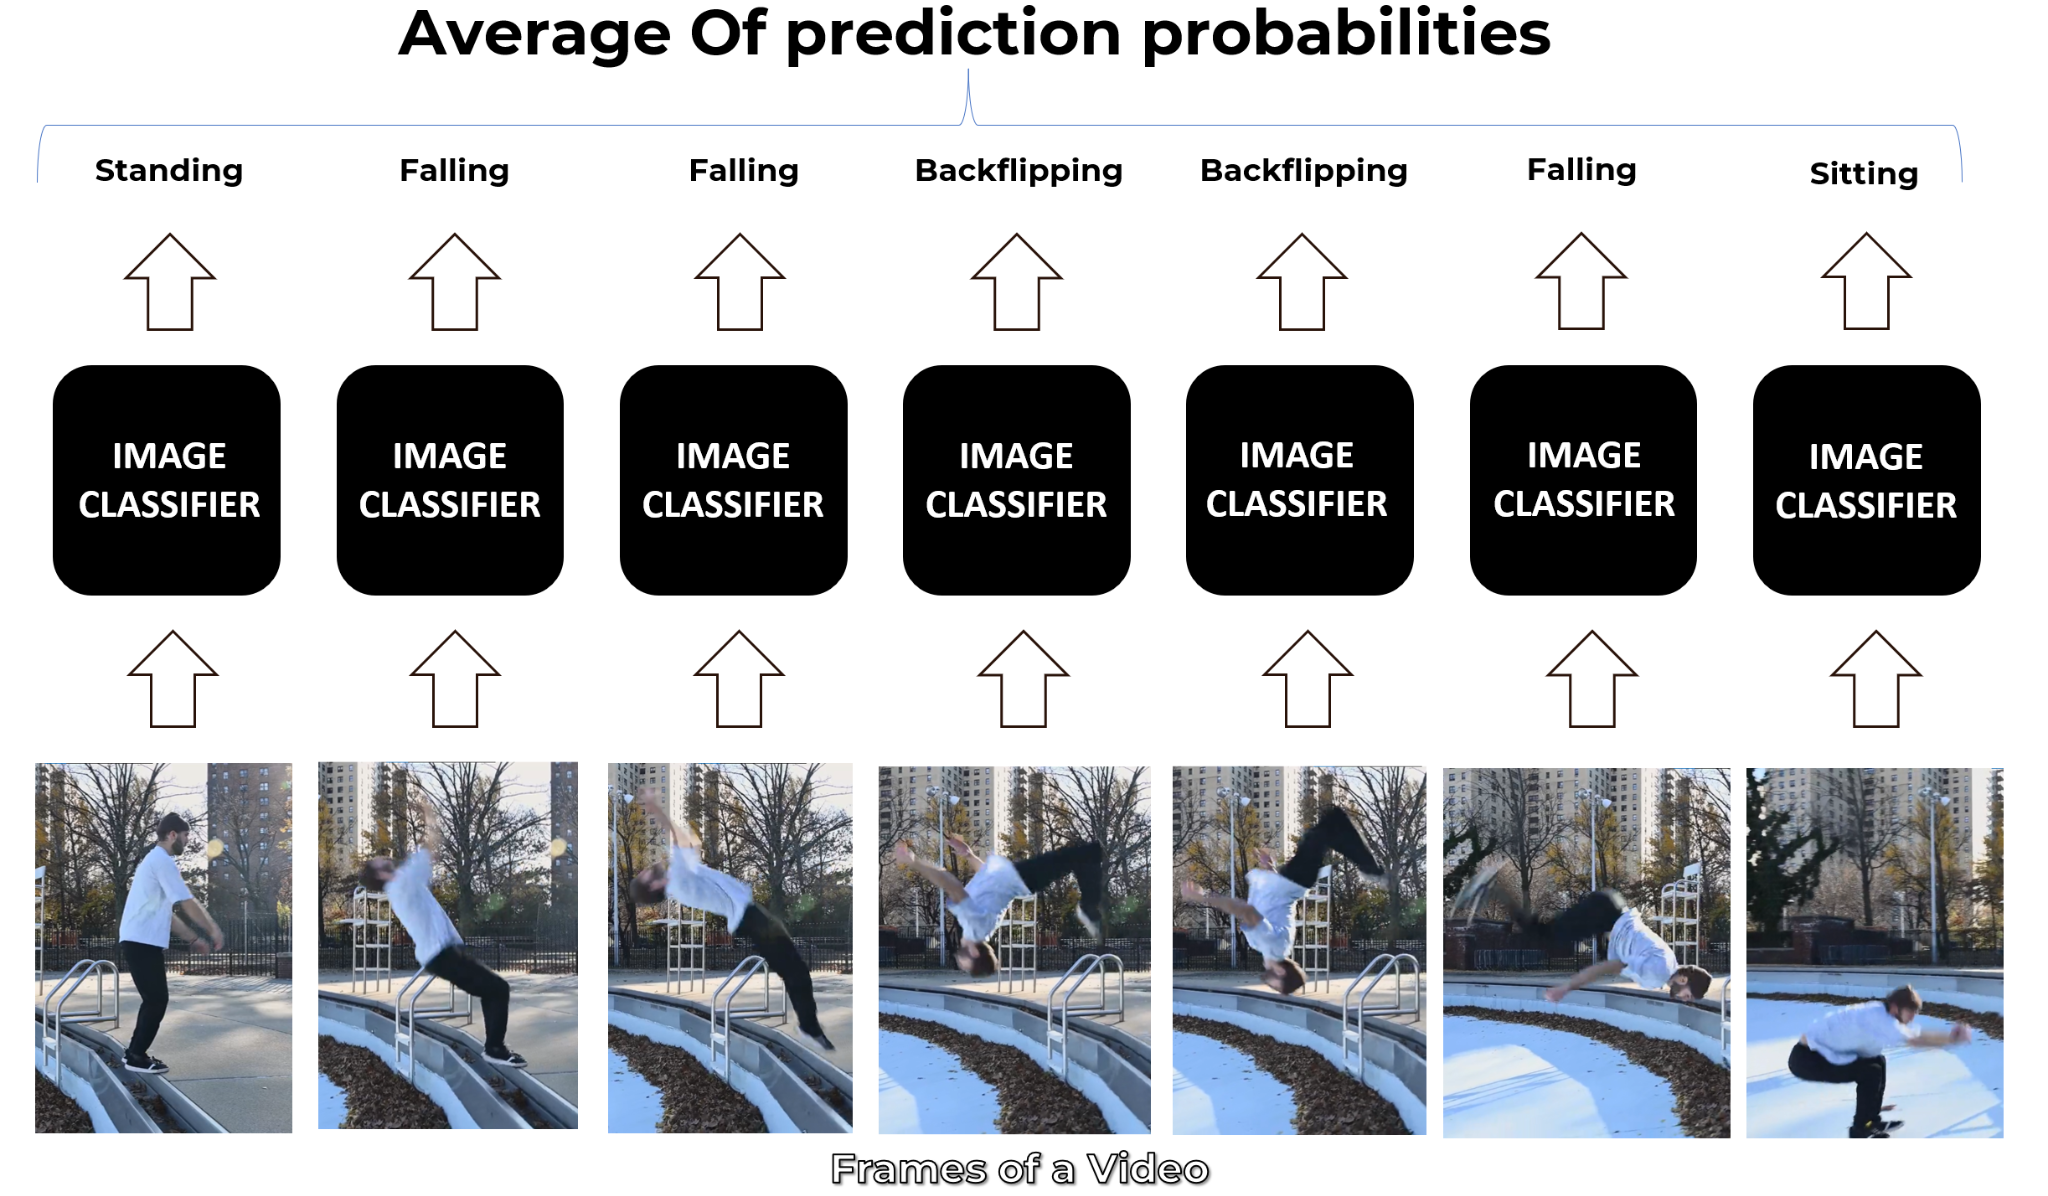 Average Of prediction probabilities
Standing
Falling
Falling
Backflipping
Backflipping
Falling
Sitting
IMAGE
CLASSIFIER
IMAGE
CLASSIFIER
IMAGE
CLASSIFIER
IMAGE
CLASSIFIER
IMAGE
CLASSIFIER
IMAGE
CLASSIFIER
IMAGE
CLASSIFIER
Frames of a Video